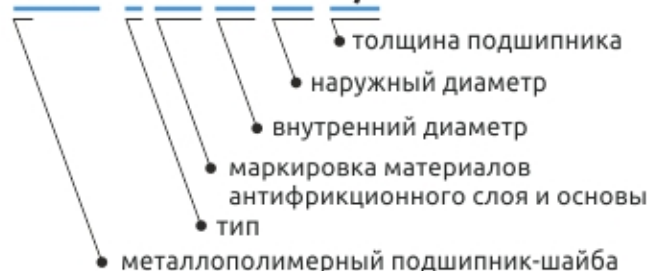 толщина подшипника
наружный диаметр
внутренний диаметр
маркировка материалов
антифрикционного слоя и основы
тип
металлополимерный подшипник-шайба